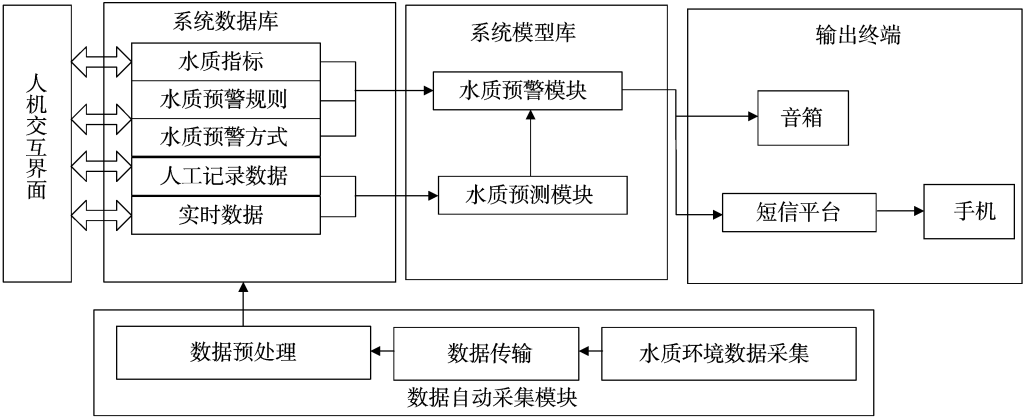 人机交互界面
系统数据库
水质指标
水质预警规则
水质预警方式
人工记录数据
实时数据
系统模型库
水质预警模块
水质预测模块
输出终端
音箱
短信平台
手机
数据预处理
数据传输
水质环境数据采集
数据自动采集模块